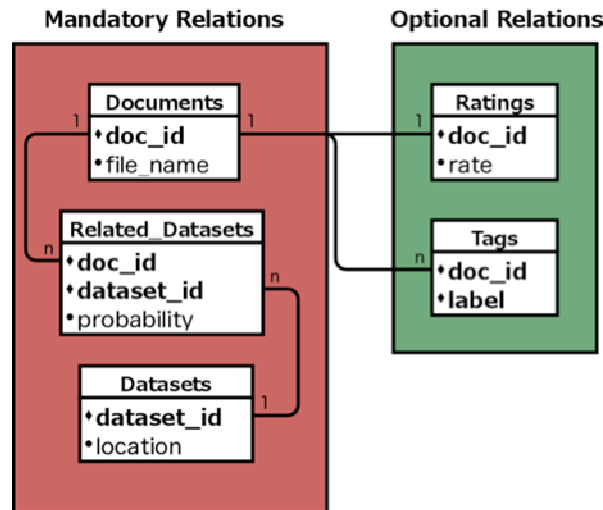 Mandatory Relations
Optional Relations
Documents
doc_id
file_name
1
1
Related_Datasets
doc_id
dataset_id
probability
n
n
Datasets
dataset_id
location
1
Ratings
doc_id
rate
1
Tags
doc_id
label
n